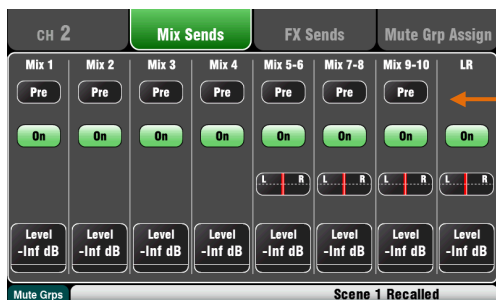 CH 2 Mix Sends FX Sends Mute Grp Assign
Mix 1 Mix 2 Mix 3 Mix 4 Mix 5-6 Mix 7-8 Mix 9-10 LR
Pre Pre Pre Pre Pre Pre Pre
On On On On On On On On
L R L R L R L R
Level Level Level Level Level Level Level Level
-Inf dB -Inf dB -Inf dB -Inf dB -Inf dB -Inf dB -Inf dB -Inf dB
Mute Grps Scene 1 Recalled